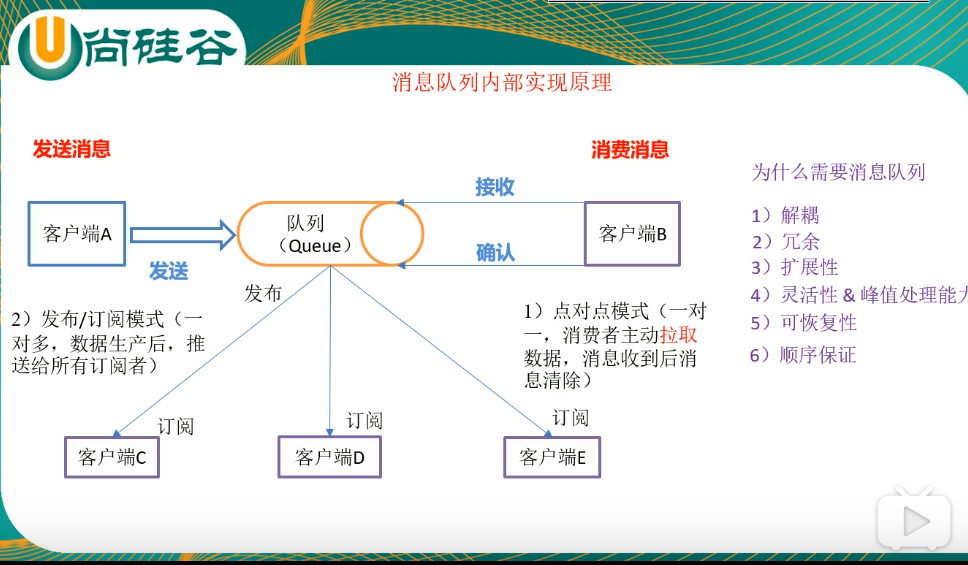 尚硅谷
消息队列内部实现原理
发送消息
消费消息
为什么需要消息队列
接收
客户端A
队列
（Queue）
客户端B
确认
发送
1）解耦
2）冗余
3）扩展性
4）灵活性 & 峰值处理能力
5）可恢复性
6）顺序保证
发布
2）发布/订阅模式（一
对多，数据生产后，推
送给所有订阅者）
1）点对点模式（一对
一，消费者主动拉取
数据，消息收到后消
息清除）
订阅
订阅
订阅
客户端C
客户端D
客户端E